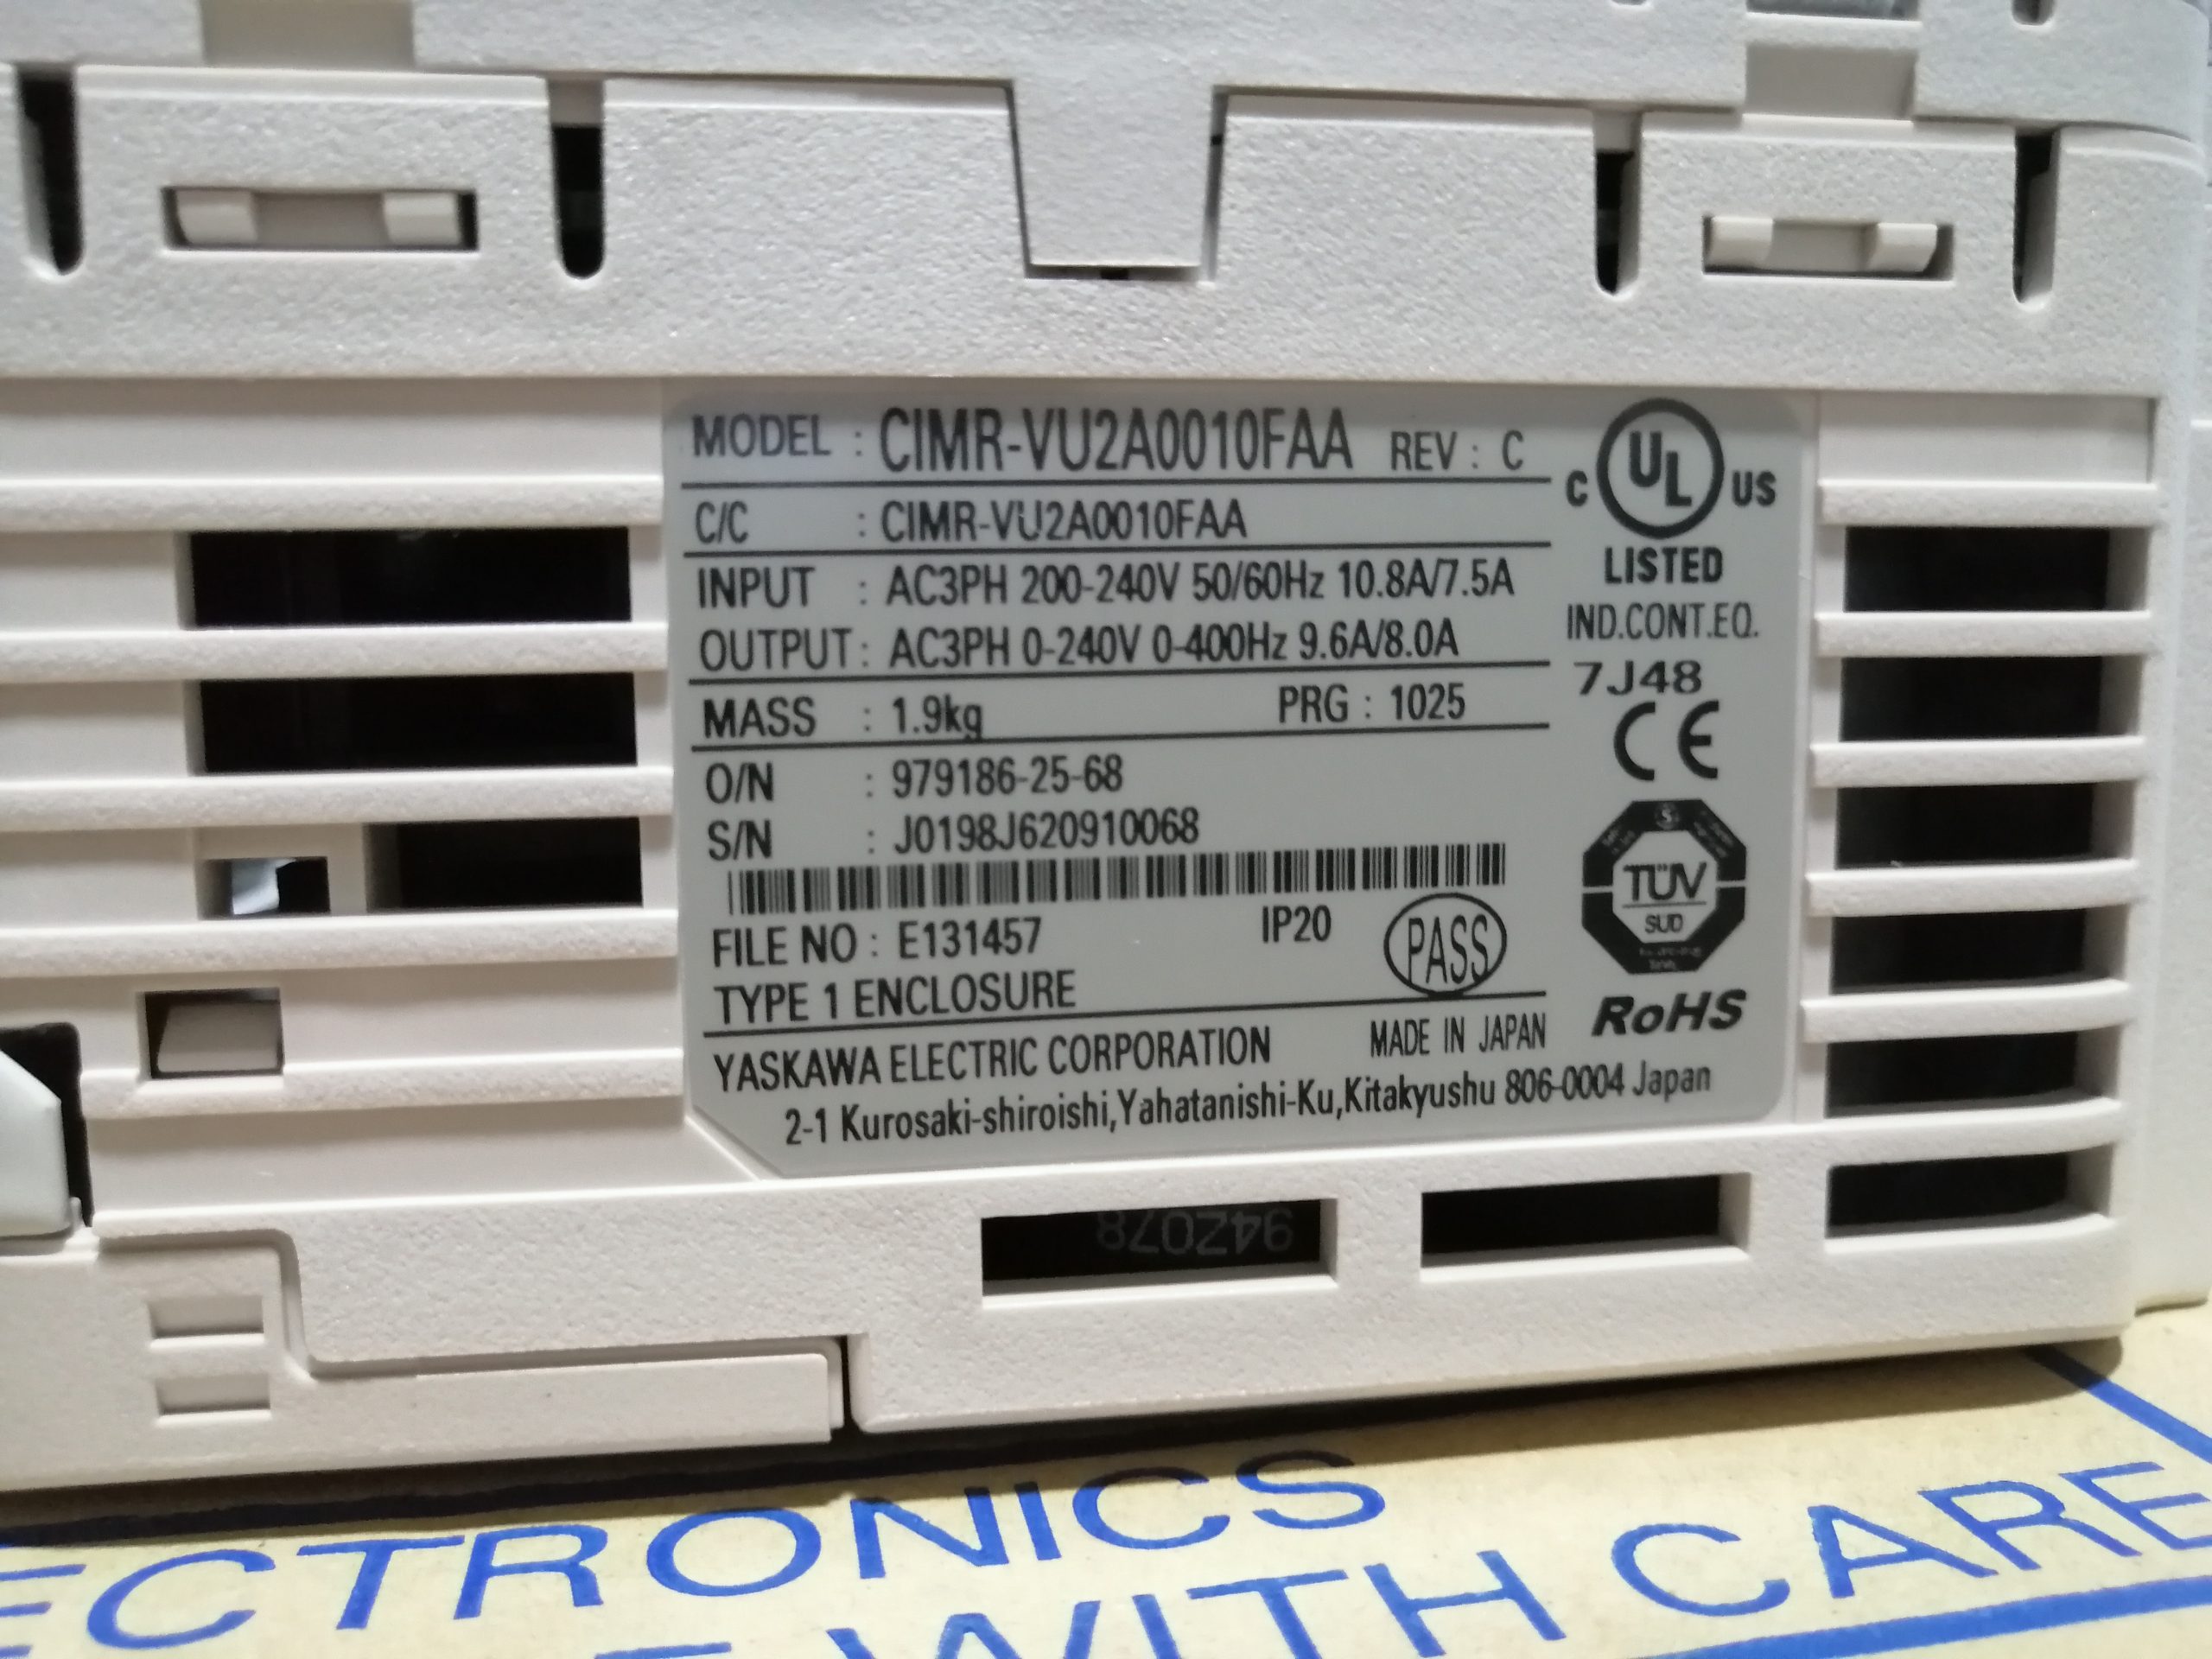 MODEL : CIMR-VU2A0010FAA REV : C
C UL US
LISTED
IND.CONT.EQ.
7J48
CE
C/C : CIMR-VU2A0010FAA
INPUT : AC3PH 200-240V 50/60Hz 10.8A/7.5A
OUTPUT : AC3PH 0-240V 0-400Hz 9.6A/8.0A
MASS : 1.9kg PRG : 1025
O/N : 979186-25-68
S/N : J0198J620910068
TÜV
SUD
FILE NO : E131457 IP20 PASS
TYPE 1 ENCLOSURE
RoHS
YASKAWA ELECTRIC CORPORATION MADE IN JAPAN
2-1 Kurosaki-shiroishi,Yahatanishi-Ku,Kitakyushu 806-0004 Japan
94Z078
ECTRONICS
E WITH CARE